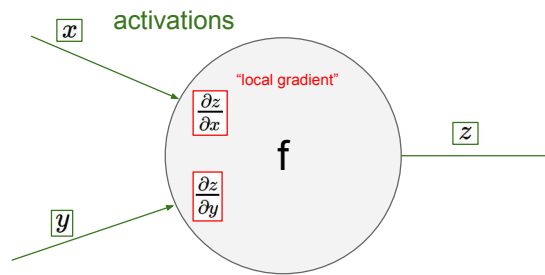 activations
x
"local gradient"
∂z/∂x
z
f
∂z/∂y
y